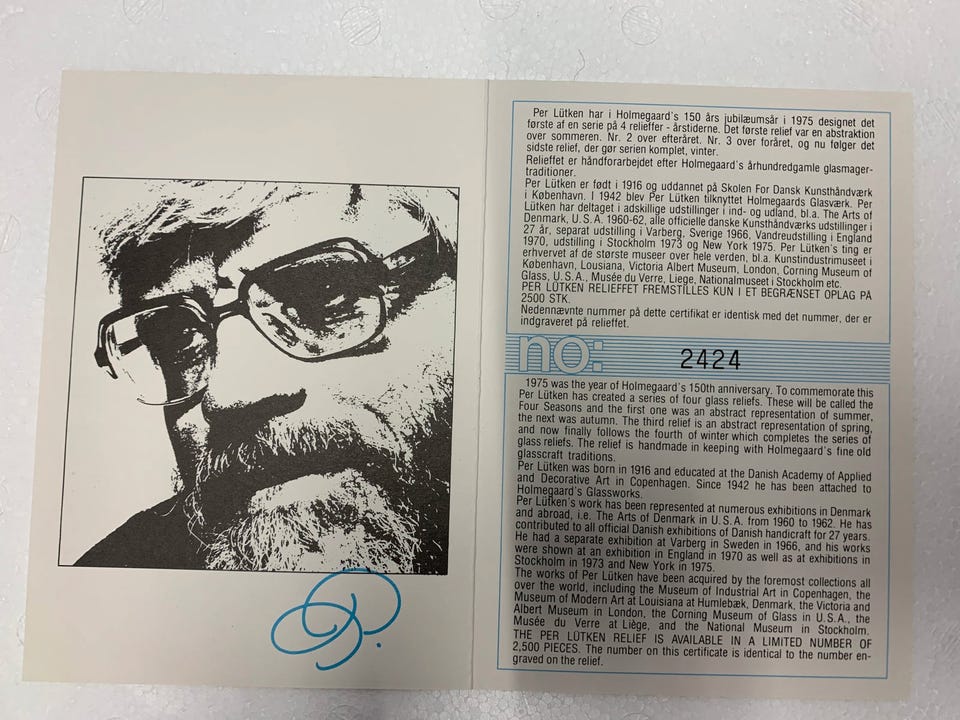 Per Lütken har i Holmegaard's 150 års jubilæumsår i 1975 designet det
første af en serie på 4 relieffer - årstiderne. Det første relief var en abstraktion
over sommeren. Nr. 2 over efteråret. Nr. 3 over foråret, og nu følger det
sidste relief, der gør serien komplet, vinter.
Relieffet er håndforarbejdet efter Holmegaard's århundredgamle glasmager-
traditioner.
Per Lütken er født i 1916 og uddannet på Skolen For Dansk Kunsthåndværk
i København. I 1942 blev Per Lütken tilknyttet Holmegaards Glasværk. Per
Lütken har deltaget i adskillige udstillinger i ind- og udland, bl.a. The Arts of
Denmark, U.S.A. 1960-62, alle officielle danske Kunsthåndværks udstillinger i
27 år, separat udstilling i Varberg, Sverige 1966, Vandreudstilling i England
1970, udstilling i Stockholm 1973 og New York 1975. Per Lütken's ting er
erhvervet af de største museer over hele verden, bl.a. Kunstindustrimuseet i
København, Lousiana, Victoria Albert Museum, London, Corning Museum of
Glass, U.S.A., Musée du Verre, Liege, Nationalmuseet i Stockholm etc.
PER LÜTKEN RELIEFFET FREMSTILLES KUN I ET BEGRÆNSET OPLAG PÅ
2500 STK.
Nedennævnte nummer på dette certifikat er identisk med det nummer, der er
indgraveret på relieffet.
no: 2424
1975 was the year of Holmegaard's 150th anniversary. To commemorate this
Per Lütken has created a series of four glass reliefs. These will be called the
Four Seasons and the first one was an abstract representation of summer,
the next was autumn. The third relief is an abstract representation of spring,
and now finally follows the fourth of winter which completes the series of
glass reliefs. The relief is handmade in keeping with Holmegaard's fine old
glasscraft traditions.
Per Lütken was born in 1916 and educated at the Danish Academy of Applied
and Decorative Art in Copenhagen. Since 1942 he has been attached to
Holmegaard's Glassworks.
Per Lütken's work has been represented at numerous exhibitions in Denmark
and abroad, i.e. The Arts of Denmark in U.S.A. from 1960 to 1962. He has
contributed to all official Danish exhibitions of Danish handicraft for 27 years.
He had a separate exhibition at Varberg in Sweden in 1966, and his works
were shown at an exhibition in England in 1970 as well as at exhibitions in
Stockholm in 1973 and New York in 1975.
The works of Per Lütken have been acquired by the foremost collections all
over the world, including the Museum of Industrial Art in Copenhagen, the
Museum of Modern Art at Louisiana at Humlebæk, Denmark, the Victoria and
Albert Museum in London, the Corning Museum of Glass in U.S.A., the
Musée du Verre at Liège, and the National Museum in Stockholm.
THE PER LÜTKEN RELIEF IS AVAILABLE IN A LIMITED NUMBER OF
2,500 PIECES. The number on this certificate is identical to the number en-
graved on the relief.